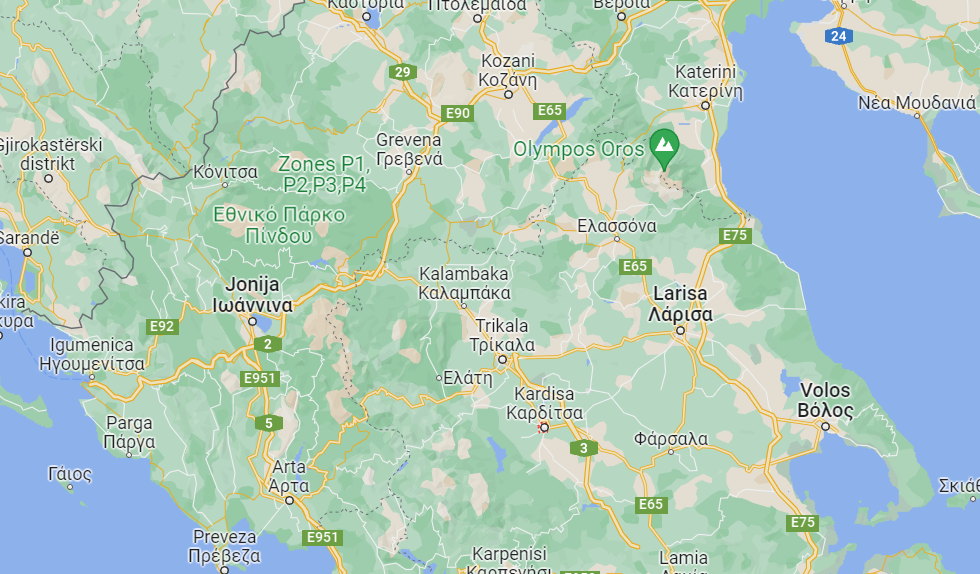 Καστοριά
Πτολεμαΐδα
Βέροια
24
Kozani
Κοζάνη
29
Katerini
Κατερίνη
E90
E65
Νέα Μουδανιά
Gjirokastërski
distrikt
Grevena
Γρεβενά
Olympos Oros
Κόνιτσα
Zones P1,
P2,P3,P4
Εθνικό Πάρκο
Πίνδου
Ελασσόνα
E75
Sarandë
E65
Kalambaka
Καλαμπάκα
Jonija
Ιωάννινα
Larisa
Λάρισα
E92
Trikala
Τρίκαλα
2
Igumenica
Ηγουμενίτσα
E951
Ελάτη
Kardisa
Καρδίτσα
Volos
Βόλος
5
Parga
Πάργα
3
Φάρσαλα
Γάιος
Arta
Άρτα
E65
E75
E951
Preveza
Πρέβεζα
Karpenisi
Καρπενήσι
Lamia